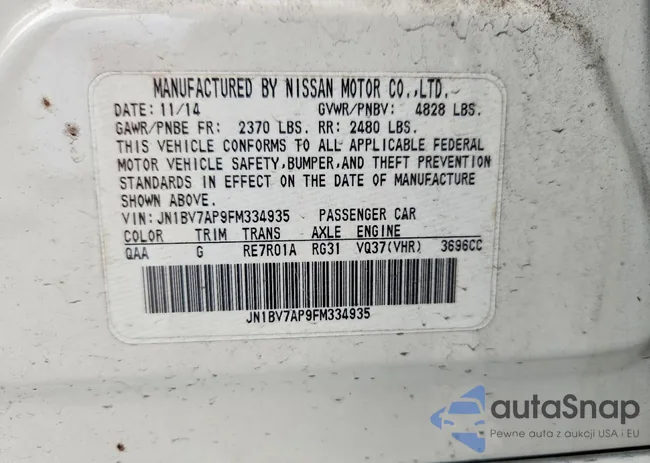 MANUFACTURED BY NISSAN MOTOR CO.,LTD.
DATE: 11/14 GVWR/PNBV: 4828 LBS.
GAWR/PNBE FR: 2370 LBS. RR: 2480 LBS.
THIS VEHICLE CONFORMS TO ALL APPLICABLE FEDERAL
MOTOR VEHICLE SAFETY,BUMPER,AND THEFT PREVENTION
STANDARDS IN EFFECT ON THE DATE OF MANUFACTURE
SHOWN ABOVE.
VIN: JN1BV7AP9FM334935 PASSENGER CAR
COLOR TRIM TRANS AXLE ENGINE
QAA G RE7R01A RG31 VQ37(VHR) 3696CC
JN1BV7AP9FM334935
autaSnap
Pewne auta z aukcji USA i EU